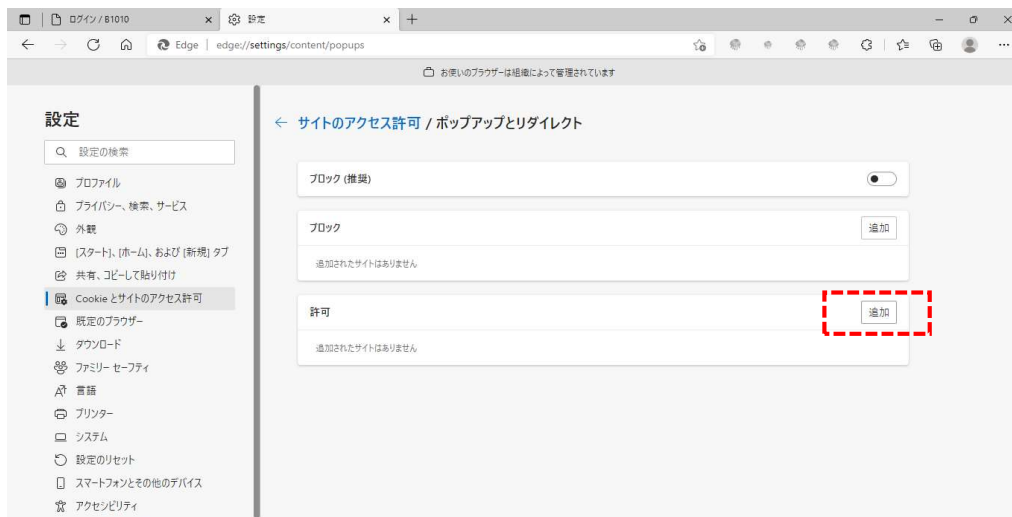 ログイン / B1010
設定
Edge | edge://settings/content/popups
お使いのブラウザーは組織によって管理されています
設定
設定の検索
プロファイル
プライバシー、検索、サービス
外観
[スタート]、[ホーム]、および [新規] タブ
共有、コピーして貼り付け
Cookie とサイトのアクセス許可
既定のブラウザー
ダウンロード
ファミリー セーフティ
言語
プリンター
システム
設定のリセット
スマートフォンとその他のデバイス
アクセシビリティ
サイトのアクセス許可 / ポップアップとリダイレクト
ブロック (推奨)
ブロック
追加
追加されたサイトはありません
許可
追加
追加されたサイトはありません